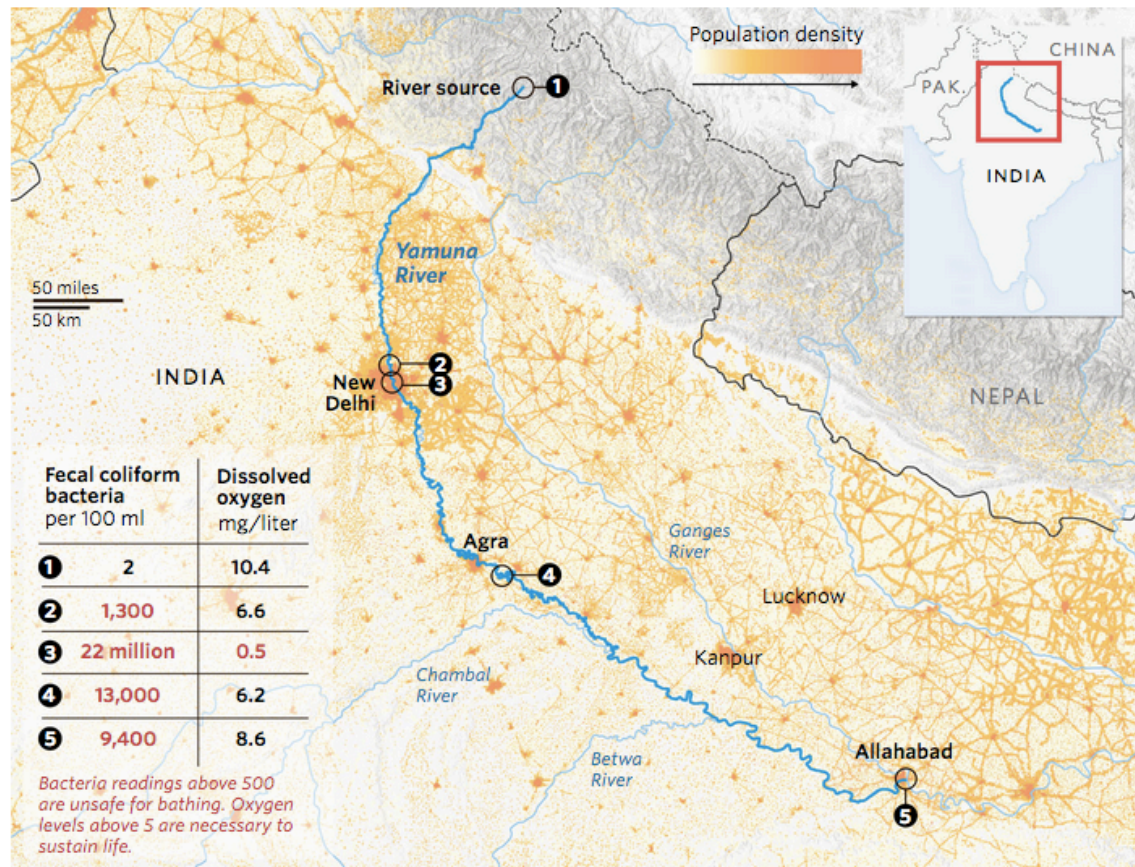 Population density
CHINA
PAK.
INDIA
River source
1
Yamuna
River
50 miles
50 km
INDIA
2
New
Delhi
3
NEPAL
Fecal coliform
bacteria
per 100 ml
Dissolved
oxygen
mg/liter
1 2 10.4
2 1,300 6.6
3 22 million 0.5
4 13,000 6.2
5 9,400 8.6
Bacteria readings above 500
are unsafe for bathing. Oxygen
levels above 5 are necessary to
sustain life.
Agra
4
Ganges
River
Lucknow
Kanpur
Chambal
River
Betwa
River
Allahabad
5